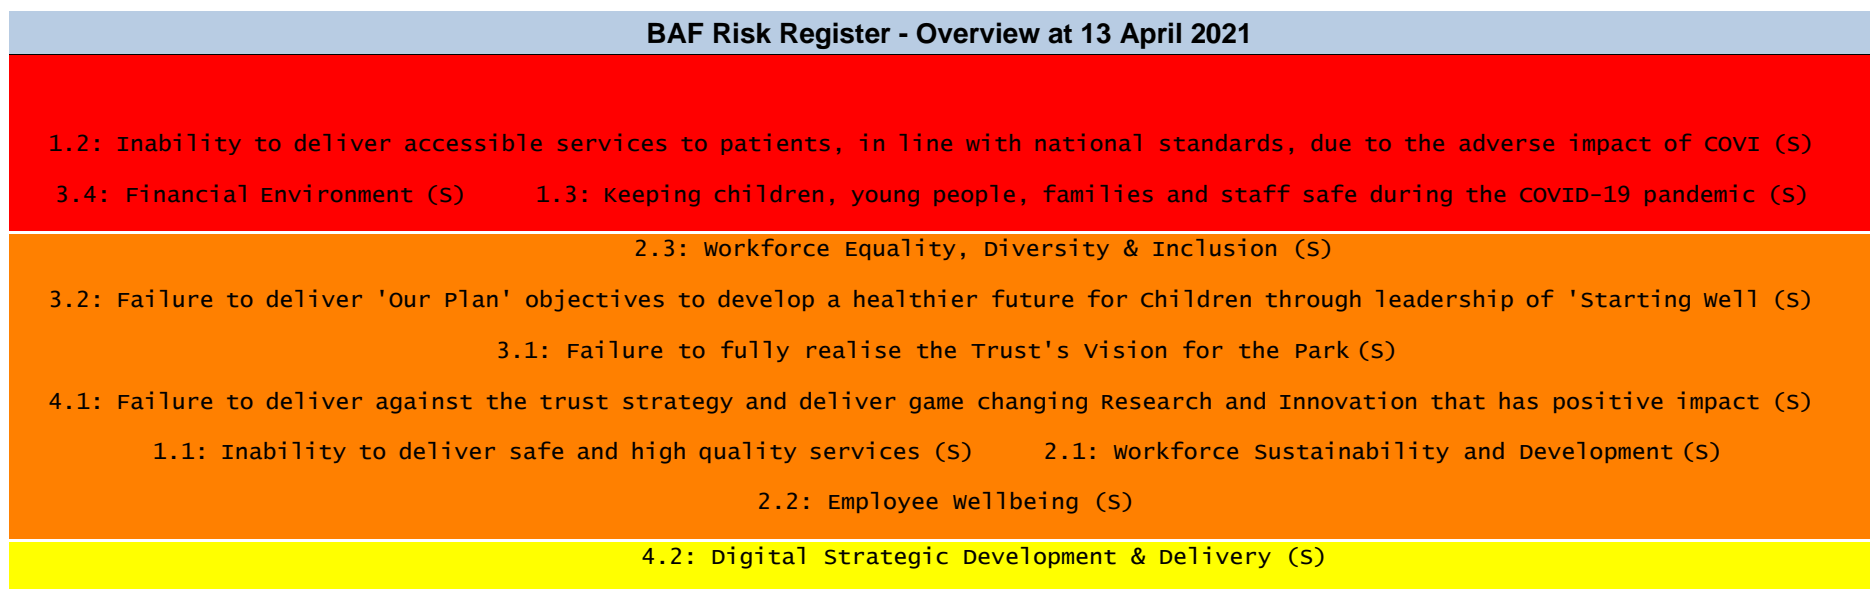 BAF Risk Register - Overview at 13 April 2021
1.2: Inability to deliver accessible services to patients, in line with national standards, due to the adverse impact of COVI (S)
3.4: Financial Environment (S) 1.3: Keeping children, young people, families and staff safe during the COVID-19 pandemic (S)
2.3: Workforce Equality, Diversity & Inclusion (S)
3.2: Failure to deliver 'Our Plan' objectives to develop a healthier future for Children through leadership of 'Starting Well (S)
3.1: Failure to fully realise the Trust's Vision for the Park (S)
4.1: Failure to deliver against the trust strategy and deliver game changing Research and Innovation that has positive impact (S)
1.1: Inability to deliver safe and high quality services (S) 2.1: Workforce Sustainability and Development (S)
2.2: Employee Wellbeing (S)
4.2: Digital Strategic Development & Delivery (S)